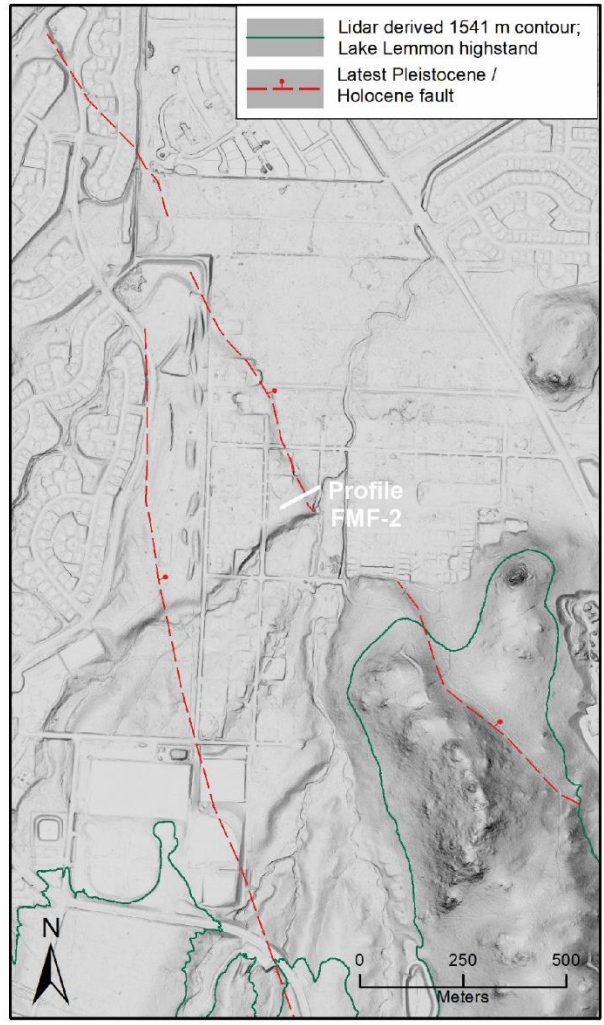 Lidar derived 1541 m contour;
Lake Lemmon highstand
Latest Pleistocene /
Holocene fault
Profile
FMF-2
N
0 250 500
Meters